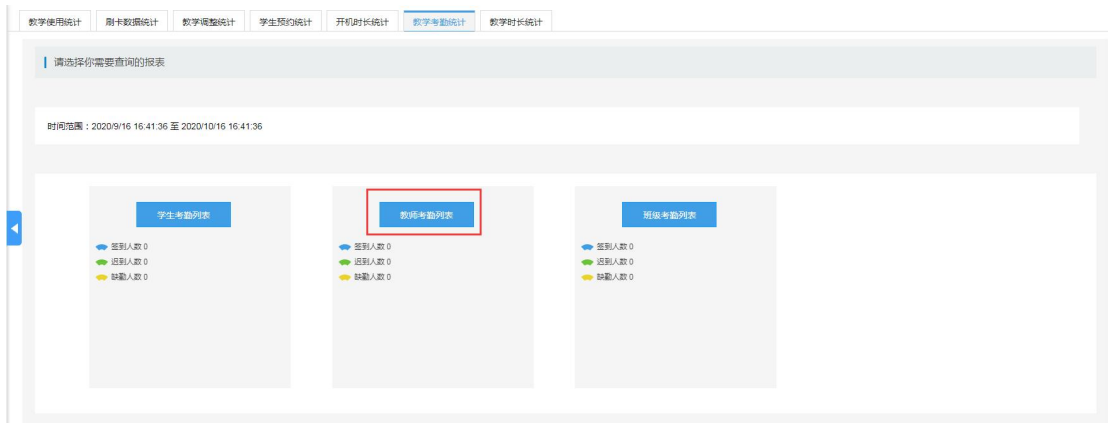 教学使用统计 刷卡数据统计 教学调整统计 学生预约统计 开机时长统计 教学考勤统计 教学时长统计
请选择你需要查询的报表
时间范围：2020/9/16 16:41:36 至 2020/10/16 16:41:36
学生考勤列表 教师考勤列表 班级考勤列表
签到人数 0 签到人数 0 签到人数 0
迟到人数 0 迟到人数 0 迟到人数 0
缺勤人数 0 缺勤人数 0 缺勤人数 0